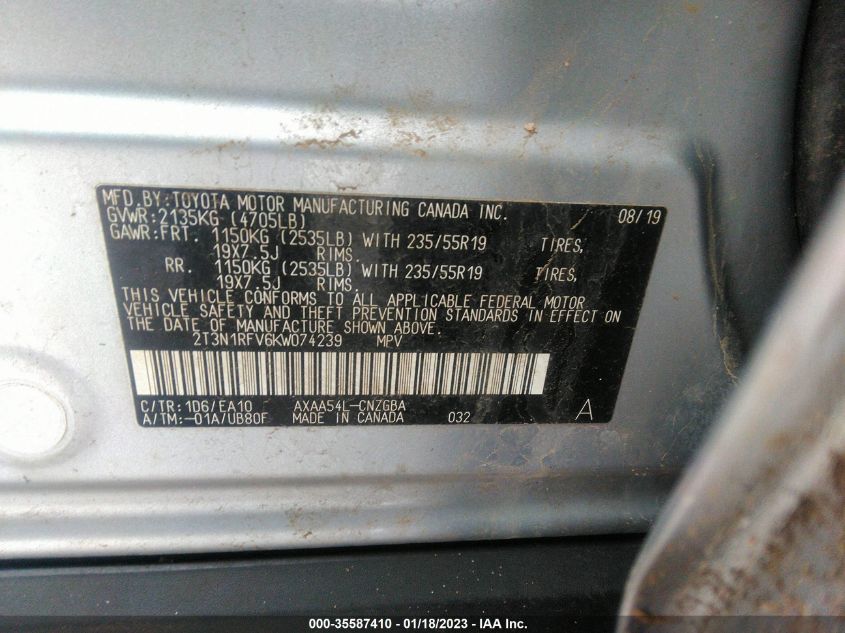 MFD.BY:TOYOTA MOTOR MANUFACTURING CANADA INC. 08/19
GVWR:2135KG (4705LB)
GAWR:FRT. 1150KG (2535LB) WITH 235/55R19 TIRES,
19X7.5J RIMS.
RR. 1150KG (2535LB) WITH 235/55R19 TIRES,
19X7.5J RIMS.
THIS VEHICLE CONFORMS TO ALL APPLICABLE FEDERAL MOTOR
VEHICLE SAFETY AND THEFT PREVENTION STANDARDS IN EFFECT ON
THE DATE OF MANUFACTURE SHOWN ABOVE.
2T3N1RFV6KW074239 MPV
C/TR:1D6/EA10 AXAA54L-CNZGBA
A/TM:-01A/UB80F MADE IN CANADA 032 A
000-35587410 - 01/18/2023 - IAA Inc.